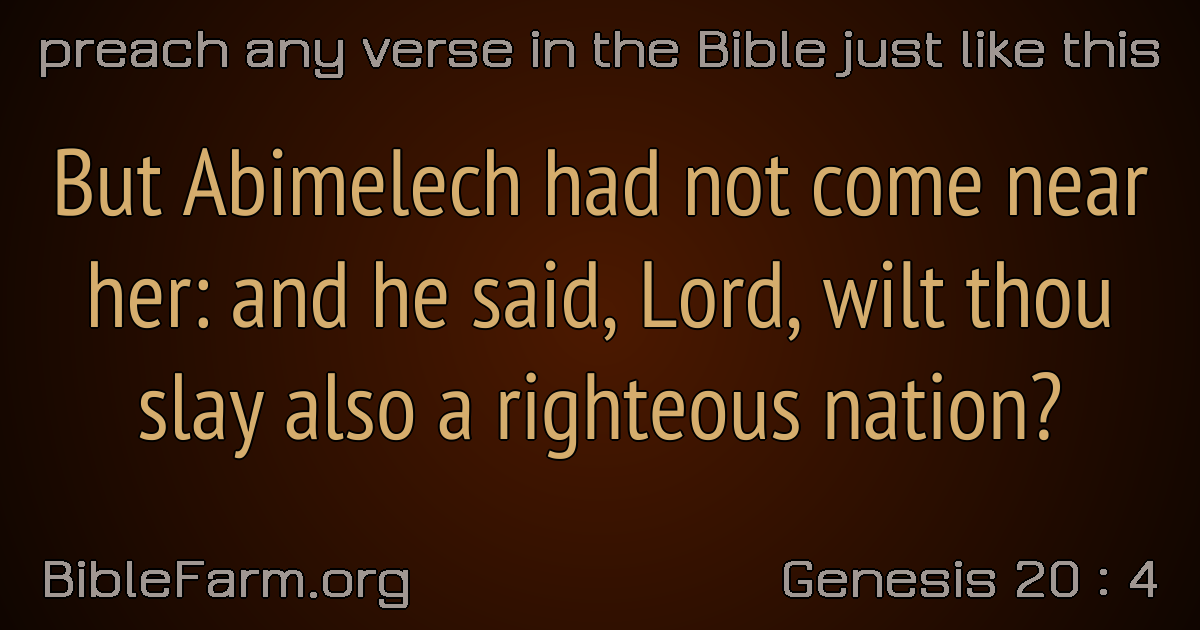 preach any verse in the Bible just like this
But Abimelech had not come near
her: and he said, Lord, wilt thou
slay also a righteous nation?
BibleFarm.org
Genesis 20 : 4